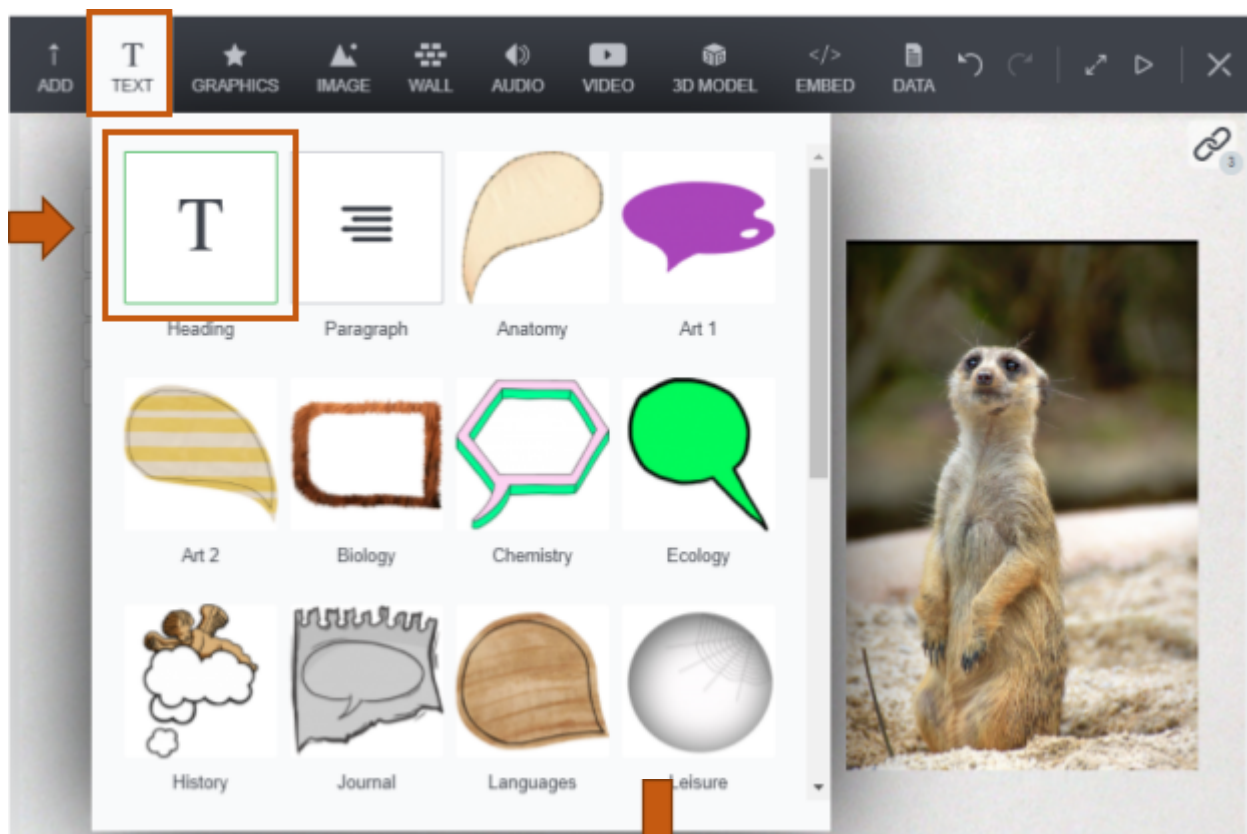 T
ADD TEXT GRAPHICS IMAGE WALL AUDIO VIDEO 3D MODEL EMBED DATA
3
T
Heading Paragraph Anatomy Art 1
Art 2 Biology Chemistry Ecology
History Journal Languages Leisure